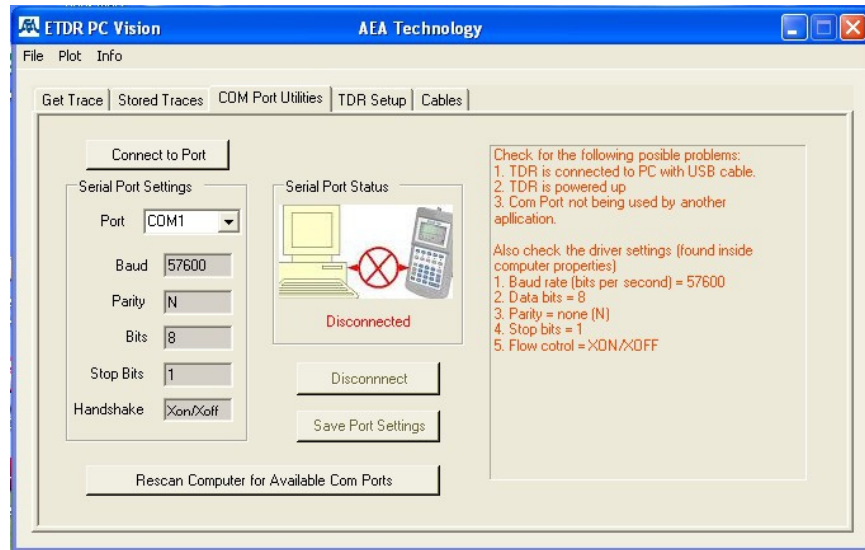 ETDR PC Vision AEA Technology
File Plot Info
Get Trace Stored Traces COM Port Utilities TDR Setup Cables
Connect to Port
Serial Port Settings
Port COM1
Baud 57600
Parity N
Bits 8
Stop Bits 1
Handshake Xon/Xoff
Serial Port Status
Disconnected
Disconnnect
Save Port Settings
Rescan Computer for Available Com Ports
Check for the following posible problems:
1. TDR is connected to PC with USB cable.
2. TDR is powered up
3. Com Port not being used by another
apllication.
Also check the driver settings (found inside
computer properties)
1. Baud rate (bits per second) = 57600
2. Data bits = 8
3. Parity = none (N)
4. Stop bits = 1
5. Flow cotrol = XON/XOFF